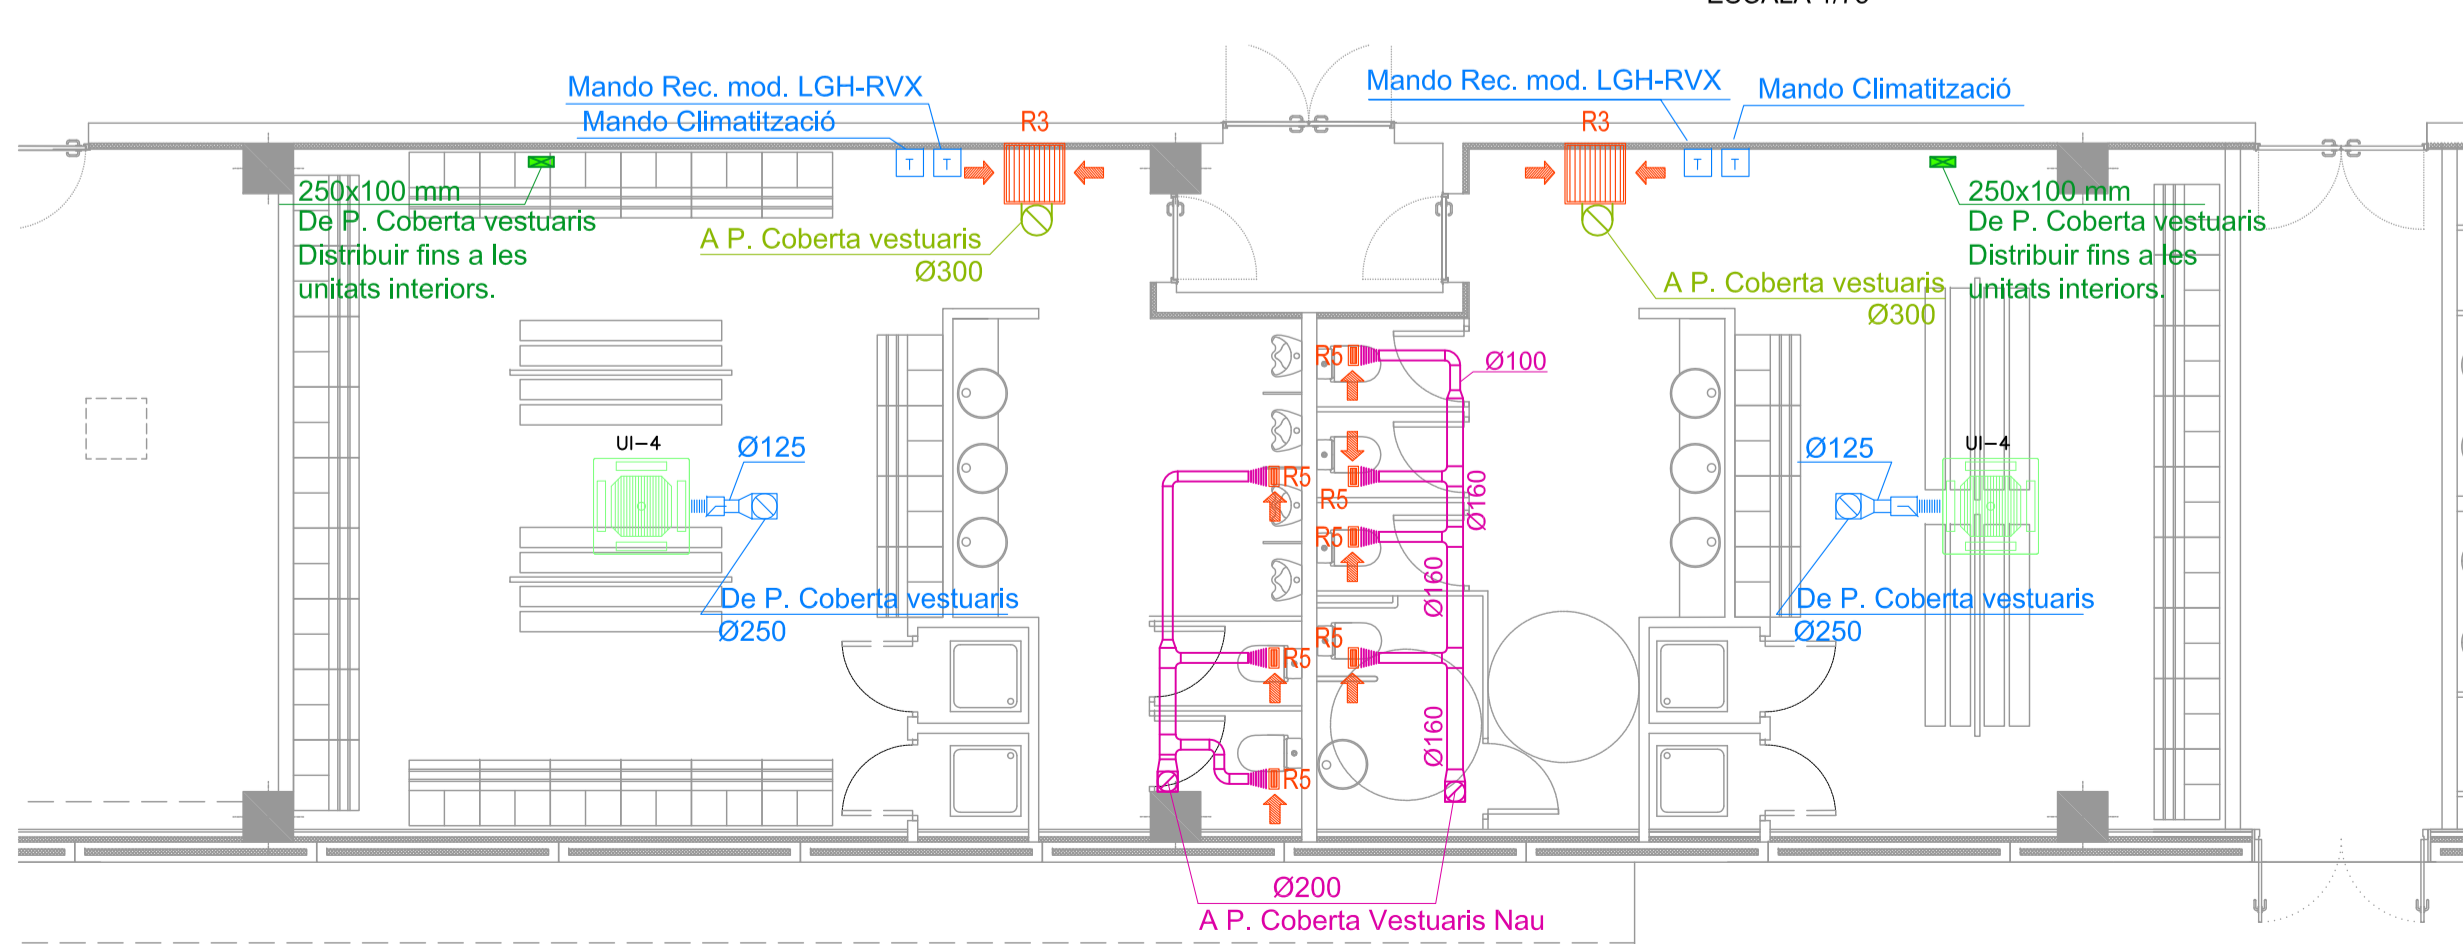 Mando Rec. mod. LGH-RVX
Mando Climatització
R3
T
T
250x100 mm
De P. Coberta vestuaris
Distribuir fins a les
unitats interiors.
A P. Coberta vestuaris
Ø300
UI-4
Ø125
De P. Coberta vestuaris
Ø250
Mando Rec. mod. LGH-RVX
Mando Climatització
R3
T
T
250x100 mm
De P. Coberta vestuaris
Distribuir fins a les
unitats interiors.
A P. Coberta vestuaris
Ø300
R5
Ø100
R5
R5
Ø160
R5
Ø160
R5
R5
Ø160
R5
UI-4
Ø125
De P. Coberta vestuaris
Ø250
Ø200
A P. Coberta Vestuaris Nau